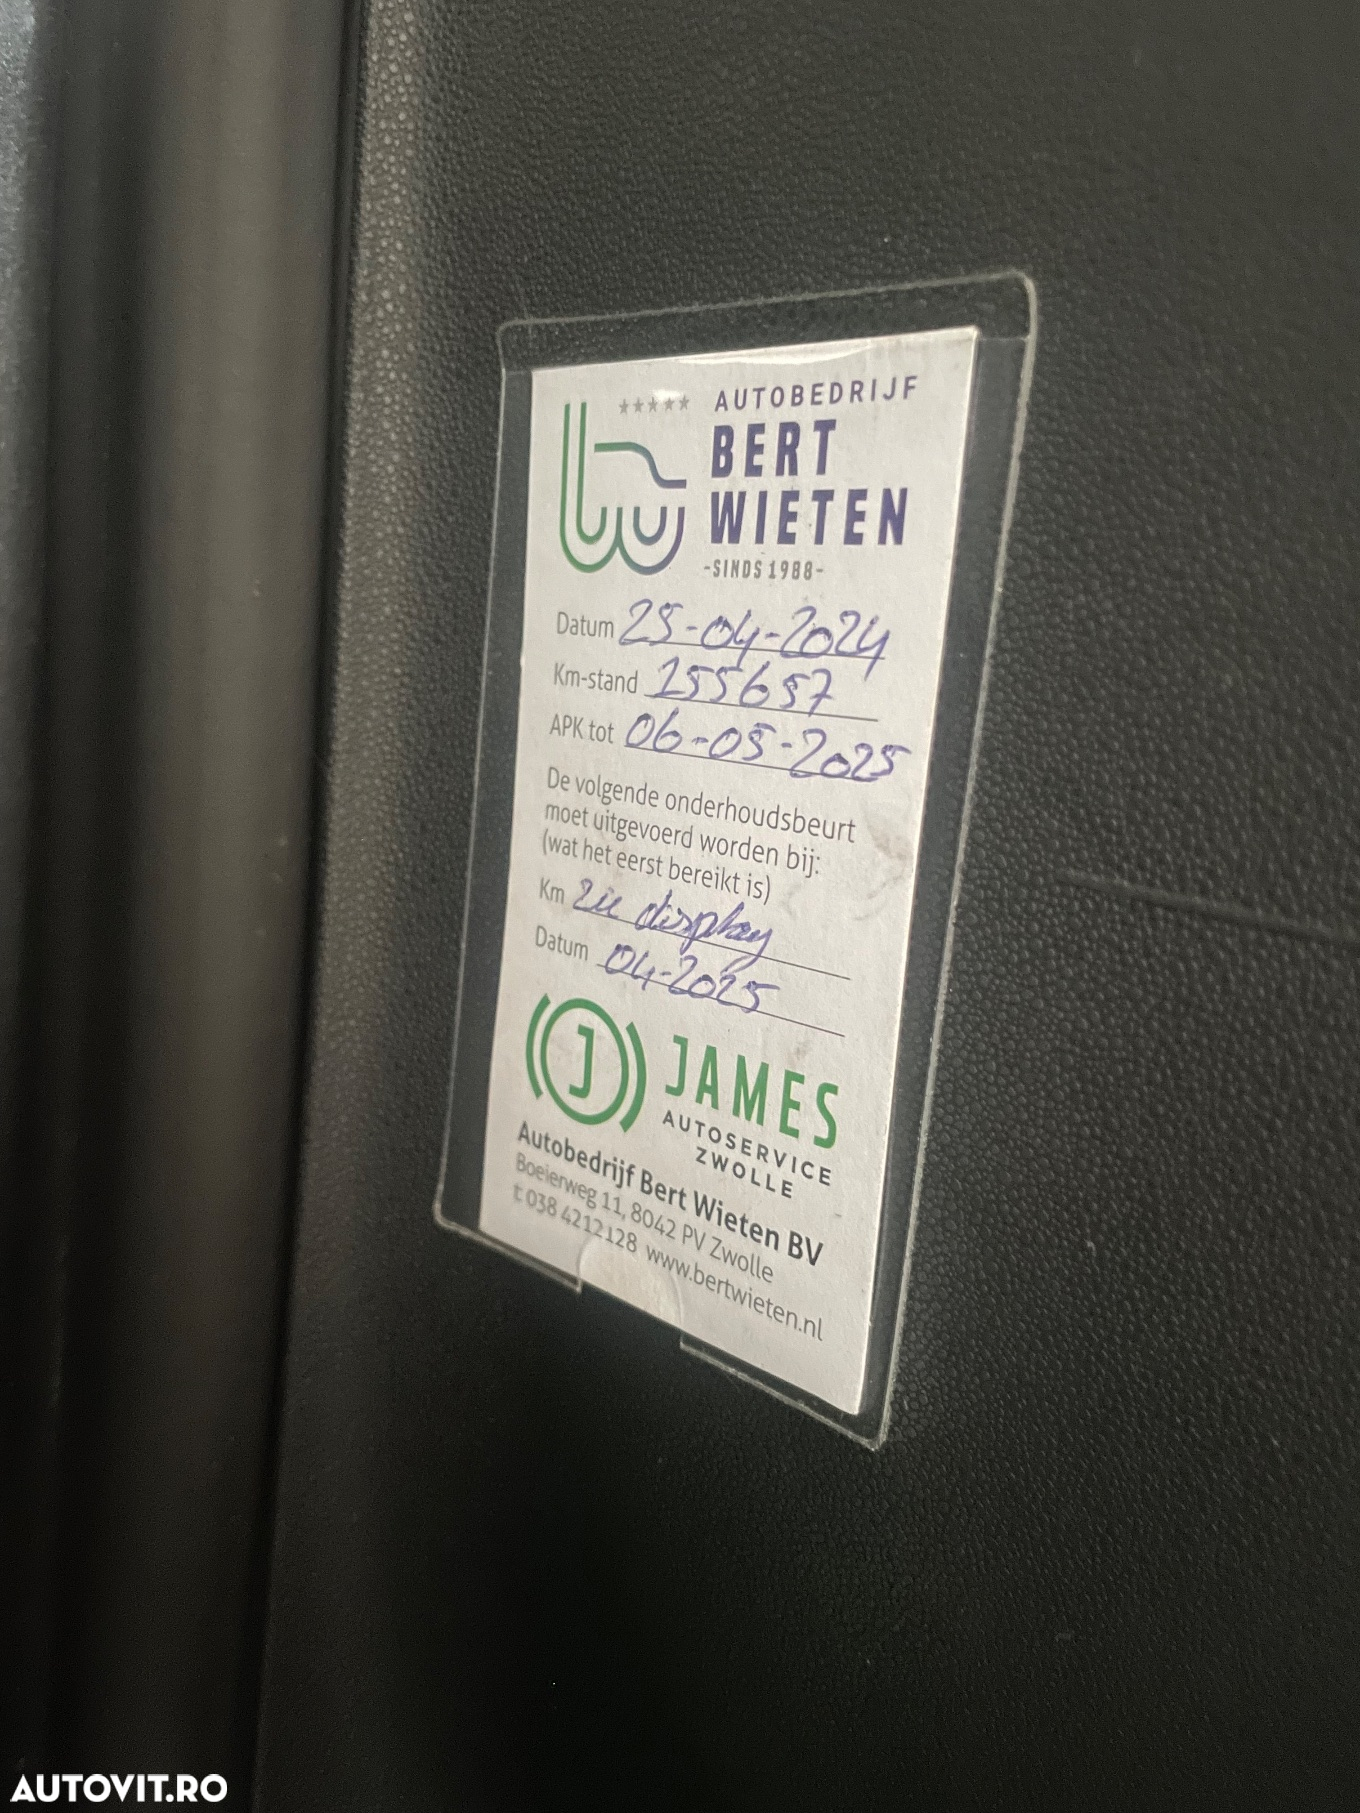 AUTOBEDRIJF
BERT
WIETEN
-SINDS 1988-
Datum 25-04-2024
Km-stand 255657
APK tot 06-05-2025
De volgende onderhoudsbeurt
moet uitgevoerd worden bij:
(wat het eerst bereikt is)
Km zie display
Datum 04-2025
J JAMES
AUTOSERVICE
ZWOLLE
Autobedrijf Bert Wieten BV
Boeierweg 11, 8042 PV Zwolle
t: 038 4212128 www.bertwieten.nl
AUTOVIT.RO